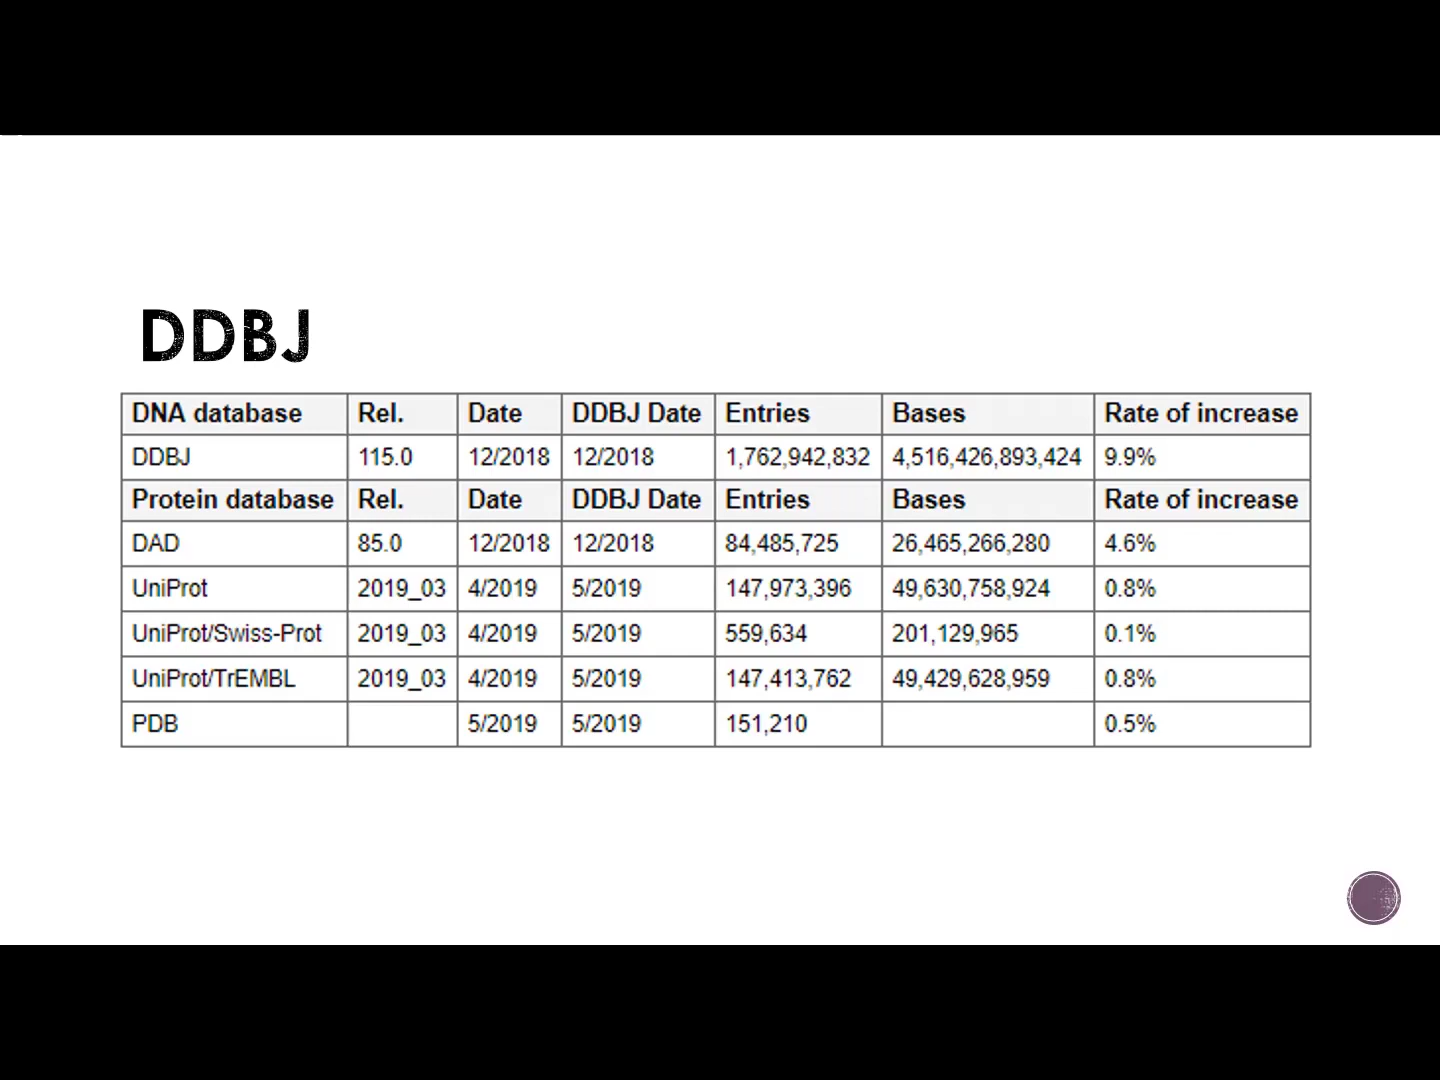 DDBJ
DNA database Rel. Date DDBJ Date Entries Bases Rate of increase
DDBJ 115.0 12/2018 12/2018 1,762,942,832 4,516,426,893,424 9.9%
Protein database Rel. Date DDBJ Date Entries Bases Rate of increase
DAD 85.0 12/2018 12/2018 84,485,725 26,465,266,280 4.6%
UniProt 2019_03 4/2019 5/2019 147,973,396 49,630,758,924 0.8%
UniProt/Swiss-Prot 2019_03 4/2019 5/2019 559,634 201,129,965 0.1%
UniProt/TrEMBL 2019_03 4/2019 5/2019 147,413,762 49,429,628,959 0.8%
PDB 5/2019 5/2019 151,210 0.5%